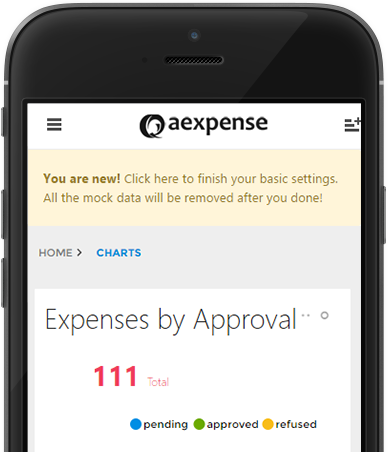 aexpense
You are new! Click here to finish your basic settings.
All the mock data will be removed after you done!
HOME > CHARTS
Expenses by Approval
111 Total
pending approved refused